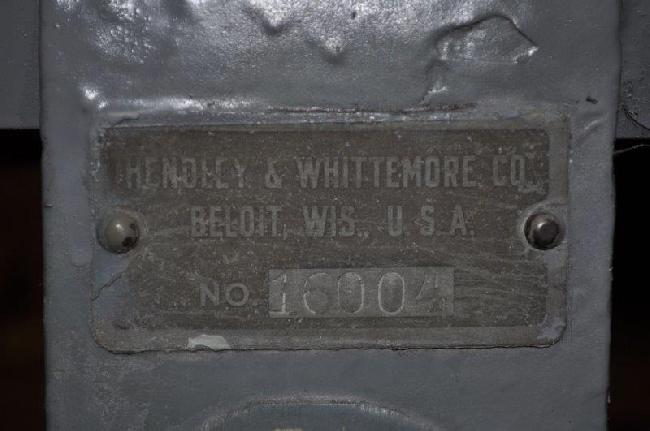 HENDLEY & WHITTEMORE CO.
BELOIT, WIS., U.S.A.
NO. 16004